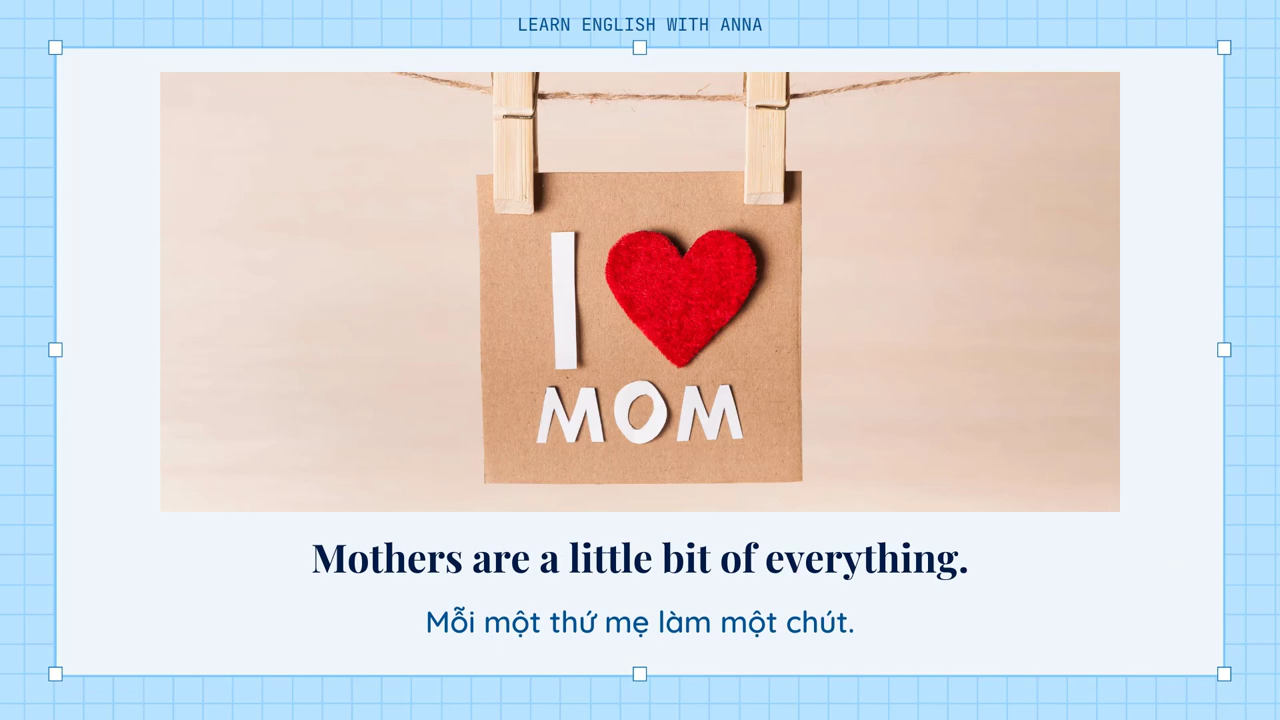 LEARN ENGLISH WITH ANNA
I
MOM
Mothers are a little bit of everything.
Mỗi một thứ mẹ làm một chút.